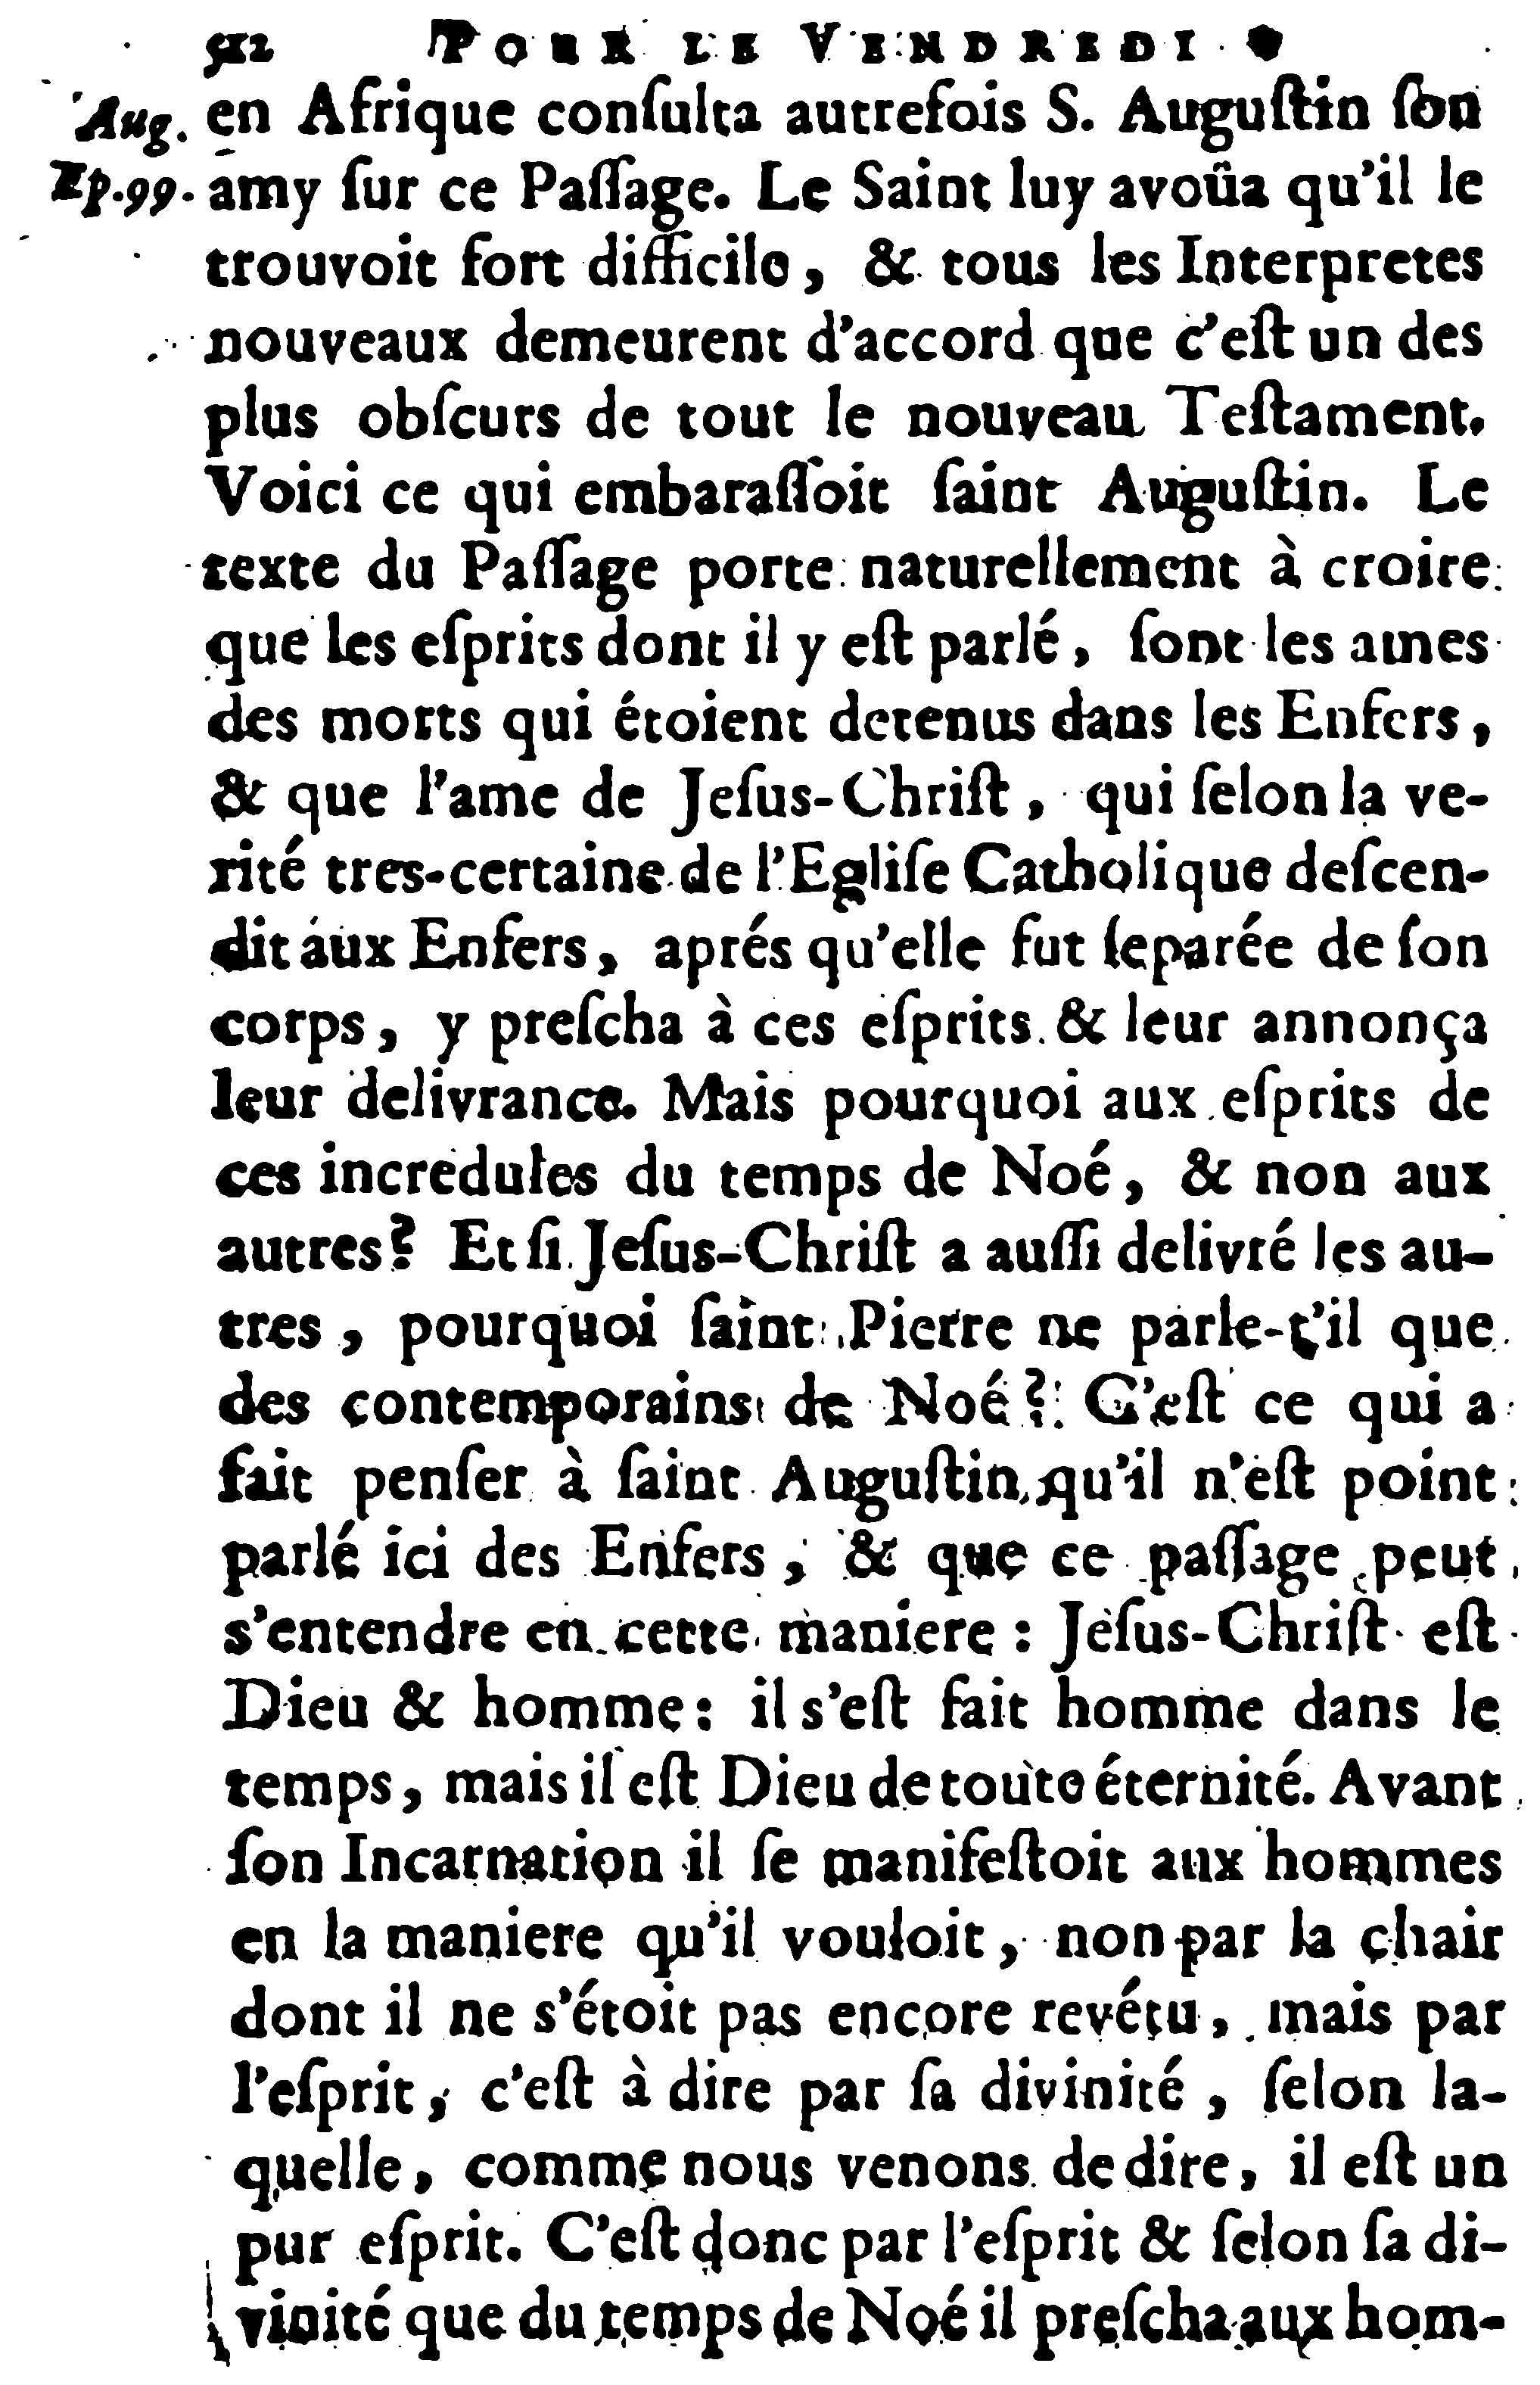 512 POUR LE VENDREDI
Aug. en Afrique conſulta autrefois S. Auguſtin ſon
Ep. 99. amy ſur ce Paſſage. Le Saint luy avoûa qu'il le
trouvoit fort difficile, & tous les Interpretes
nouveaux demeurent d'accord que c'eſt un des
plus obſcurs de tout le nouveau Teſtament.
Voici ce qui embaraſſoit ſaint Auguſtin. Le
texte du Paſſage porte naturellement à croire
que les eſprits dont il y eſt parlé, ſont les ames
des morts qui étoient detenus dans les Enfers,
& que l'ame de Jeſus-Chriſt, qui ſelon la ve-
rité tres-certaine de l'Egliſe Catholique deſcen-
dit aux Enfers, aprés qu'elle fut ſeparée de ſon
corps, y preſcha à ces eſprits & leur annonça
leur delivrance. Mais pourquoi aux eſprits de
ces incredules du temps de Noé, & non aux
autres? Et ſi Jeſus-Chriſt a auſſi delivré les au-
tres, pourquoi ſaint Pierre ne parle-t'il que
des contemporains de Noé? C'eſt ce qui a
fait penſer à ſaint Auguſtin, qu'il n'eſt point
parlé ici des Enfers, & que ce paſſage peut
s'entendre en cette maniere : Jeſus-Chriſt eſt
Dieu & homme: il s'eſt fait homme dans le
temps, mais il eſt Dieu de toute éternité. Avant
ſon Incarnation il ſe manifeſtoit aux hommes
en la maniere qu'il vouloit, non par la chair
dont il ne s'étoit pas encore revétu, mais par
l'eſprit, c'eſt à dire par ſa divinité, ſelon la-
quelle, comme nous venons de dire, il eſt un
pur eſprit. C'eſt donc par l'eſprit & ſelon ſa di-
vinité que du temps de Noé il preſcha aux hom-